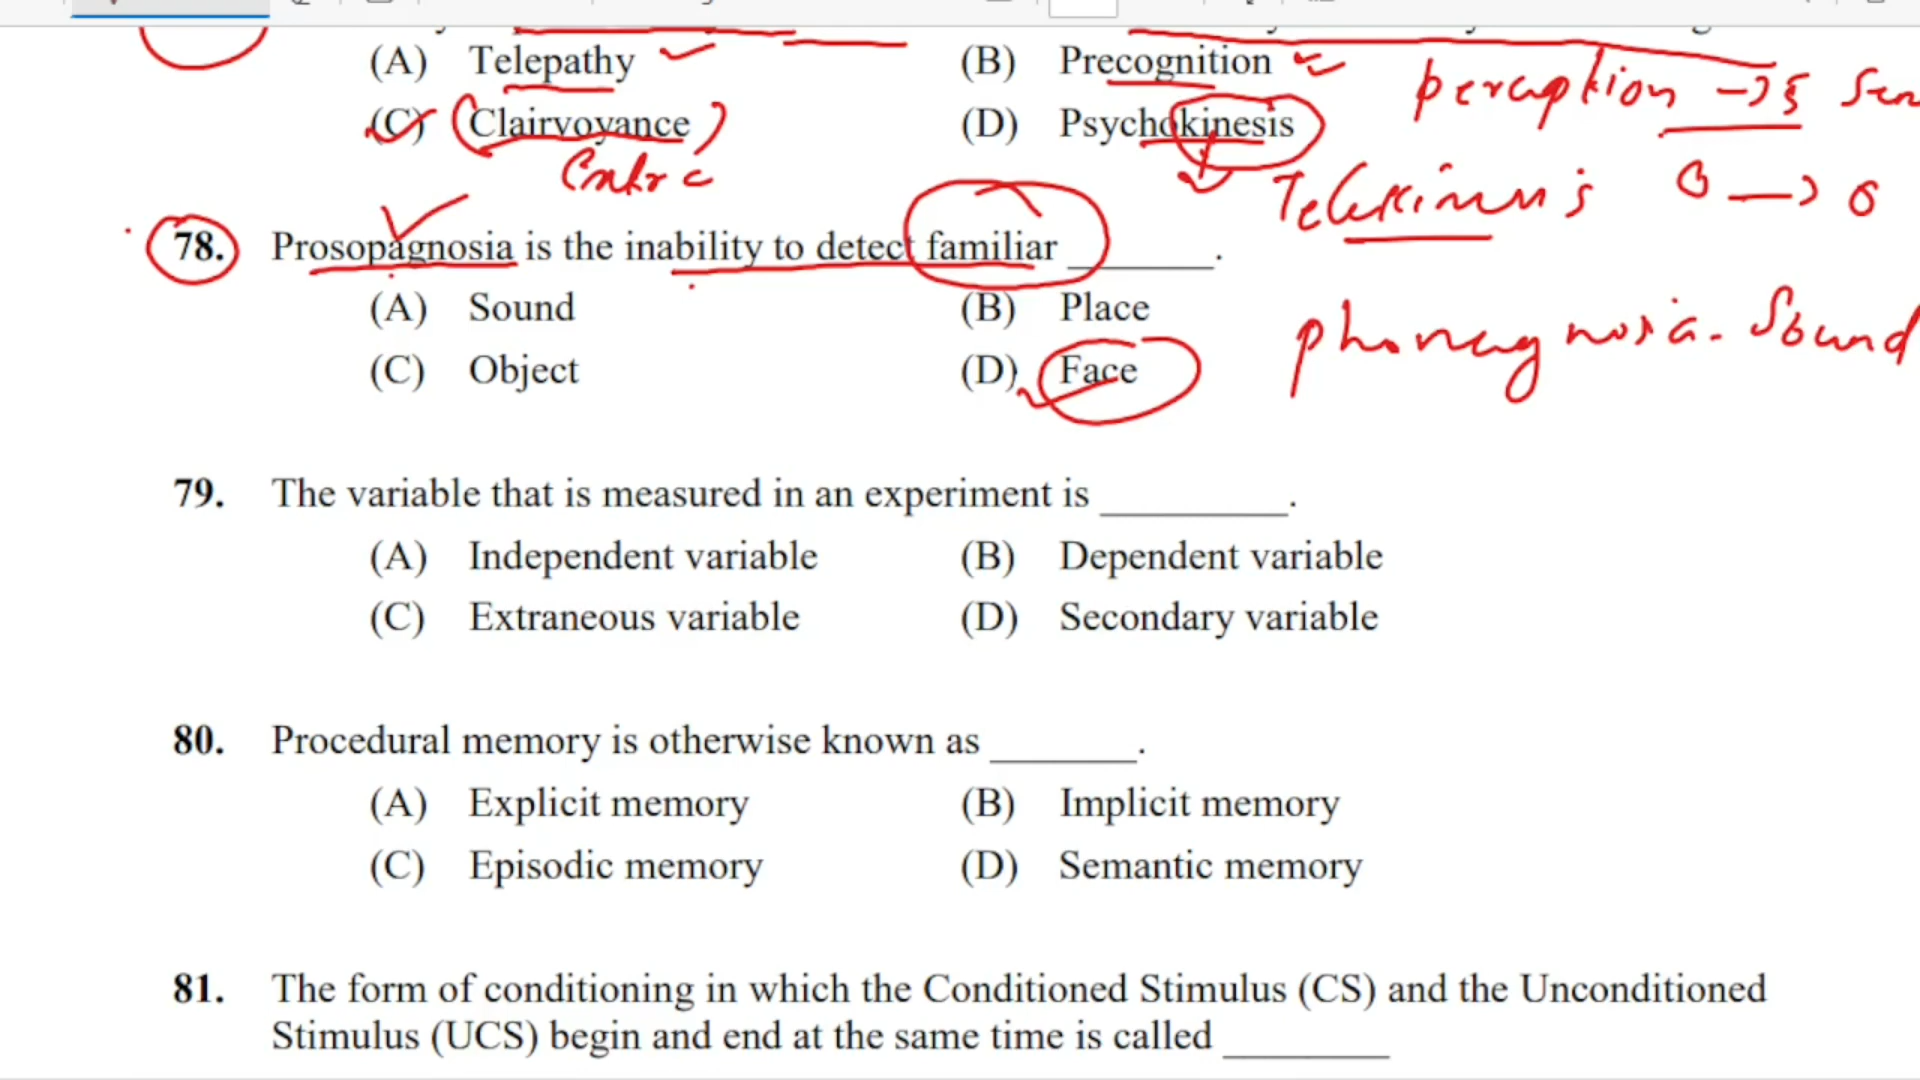 (A) Telepathy (B) Precognition
perception → 5 Sen
(C) Clairvoyance (D) Psychokinesis
Telekinesis
78. Prosopagnosia is the inability to detect familiar ________.
(A) Sound (B) Place
phonagnosia - Sound
(C) Object (D) Face
79. The variable that is measured in an experiment is __________.
(A) Independent variable (B) Dependent variable
(C) Extraneous variable (D) Secondary variable
80. Procedural memory is otherwise known as ________.
(A) Explicit memory (B) Implicit memory
(C) Episodic memory (D) Semantic memory
81. The form of conditioning in which the Conditioned Stimulus (CS) and the Unconditioned
Stimulus (UCS) begin and end at the same time is called _________